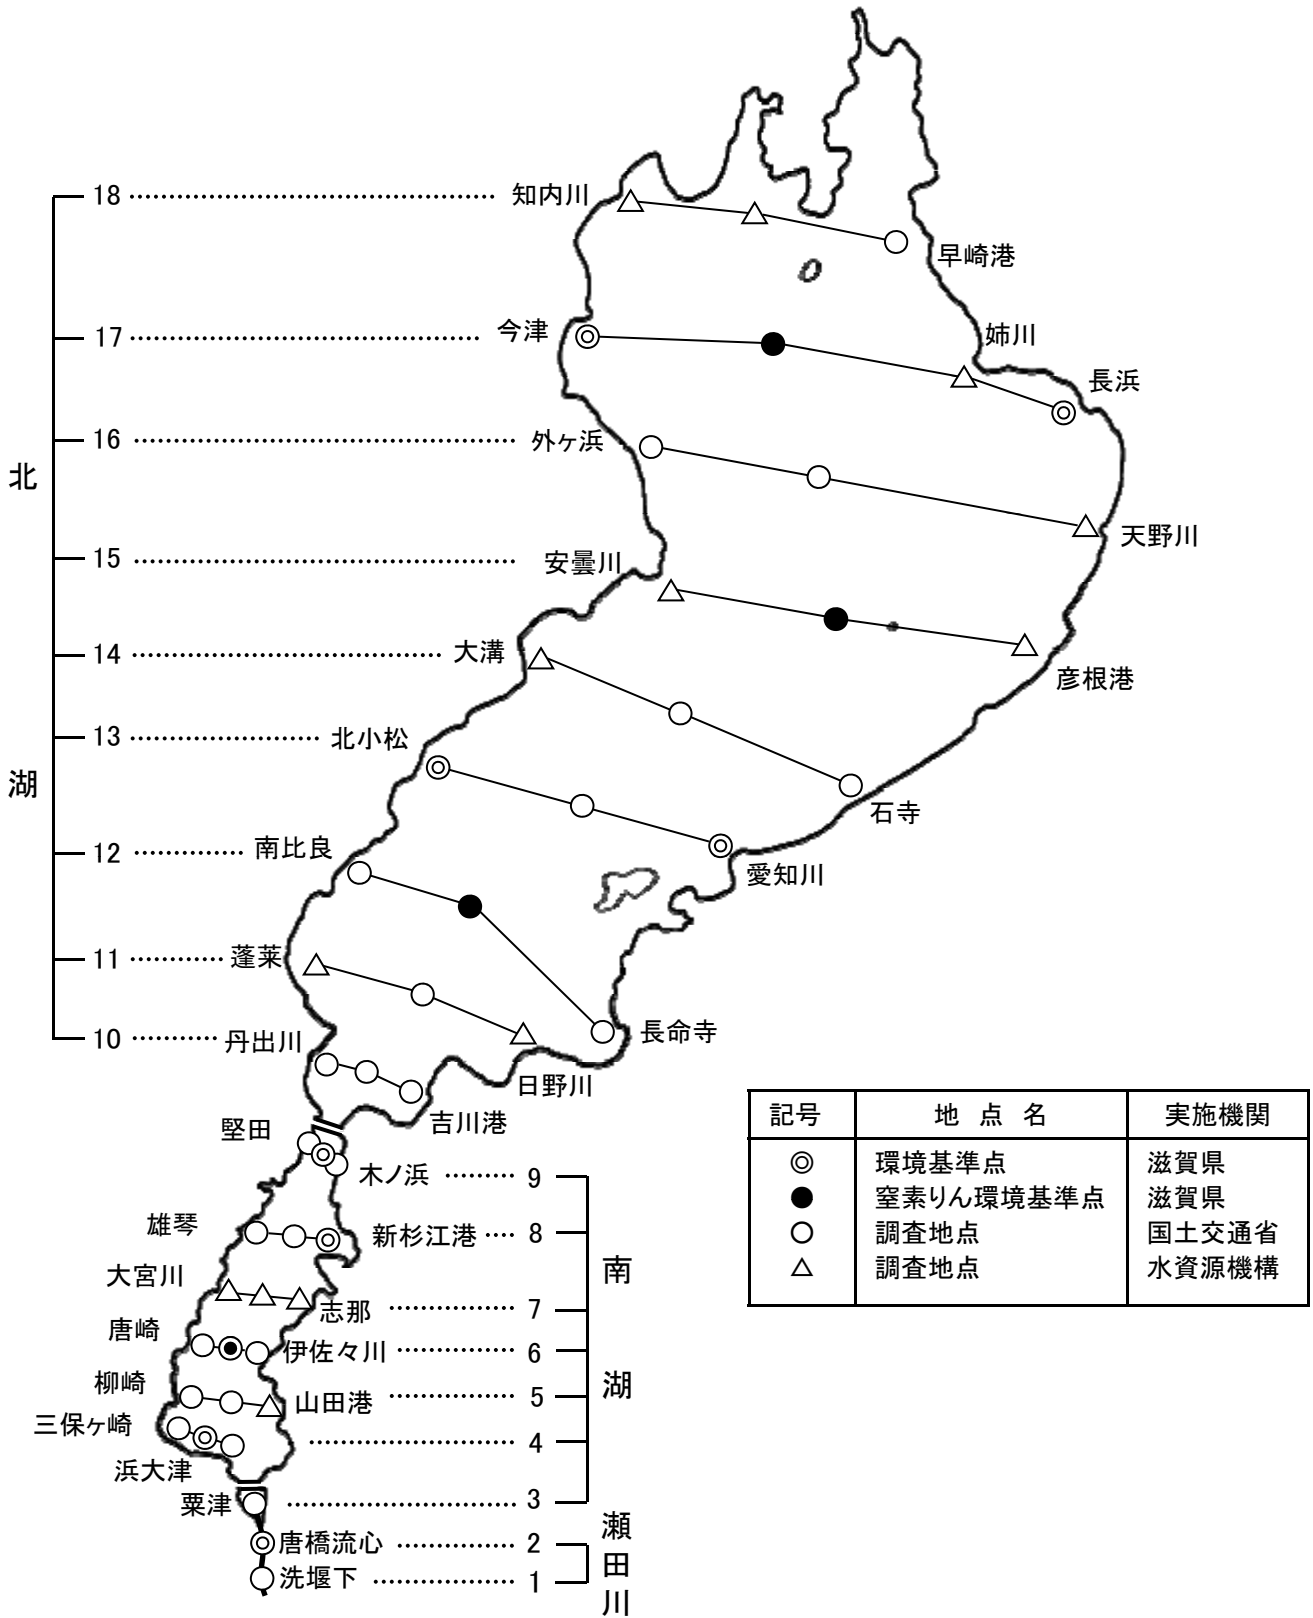 18 知内川
早崎港
17 今津
姉川
長浜
16 外ヶ浜
天野川
15 安曇川
彦根港
14 大溝
石寺
13 北小松
愛知川
12 南比良
長命寺
11 蓬莱
日野川
10 丹出川
吉川港
北
湖
堅田
木ノ浜 9
雄琴
新杉江港 8
大宮川
志那 7
唐崎
伊佐々川 6
柳崎
山田港 5
三保ヶ崎
4
浜大津
粟津 3
南
湖
唐橋流心 2
洗堰下 1
瀬
田
川
記号 地 点 名 実施機関
◎ 環境基準点 滋賀県
● 窒素りん環境基準点 滋賀県
○ 調査地点 国土交通省
△ 調査地点 水資源機構